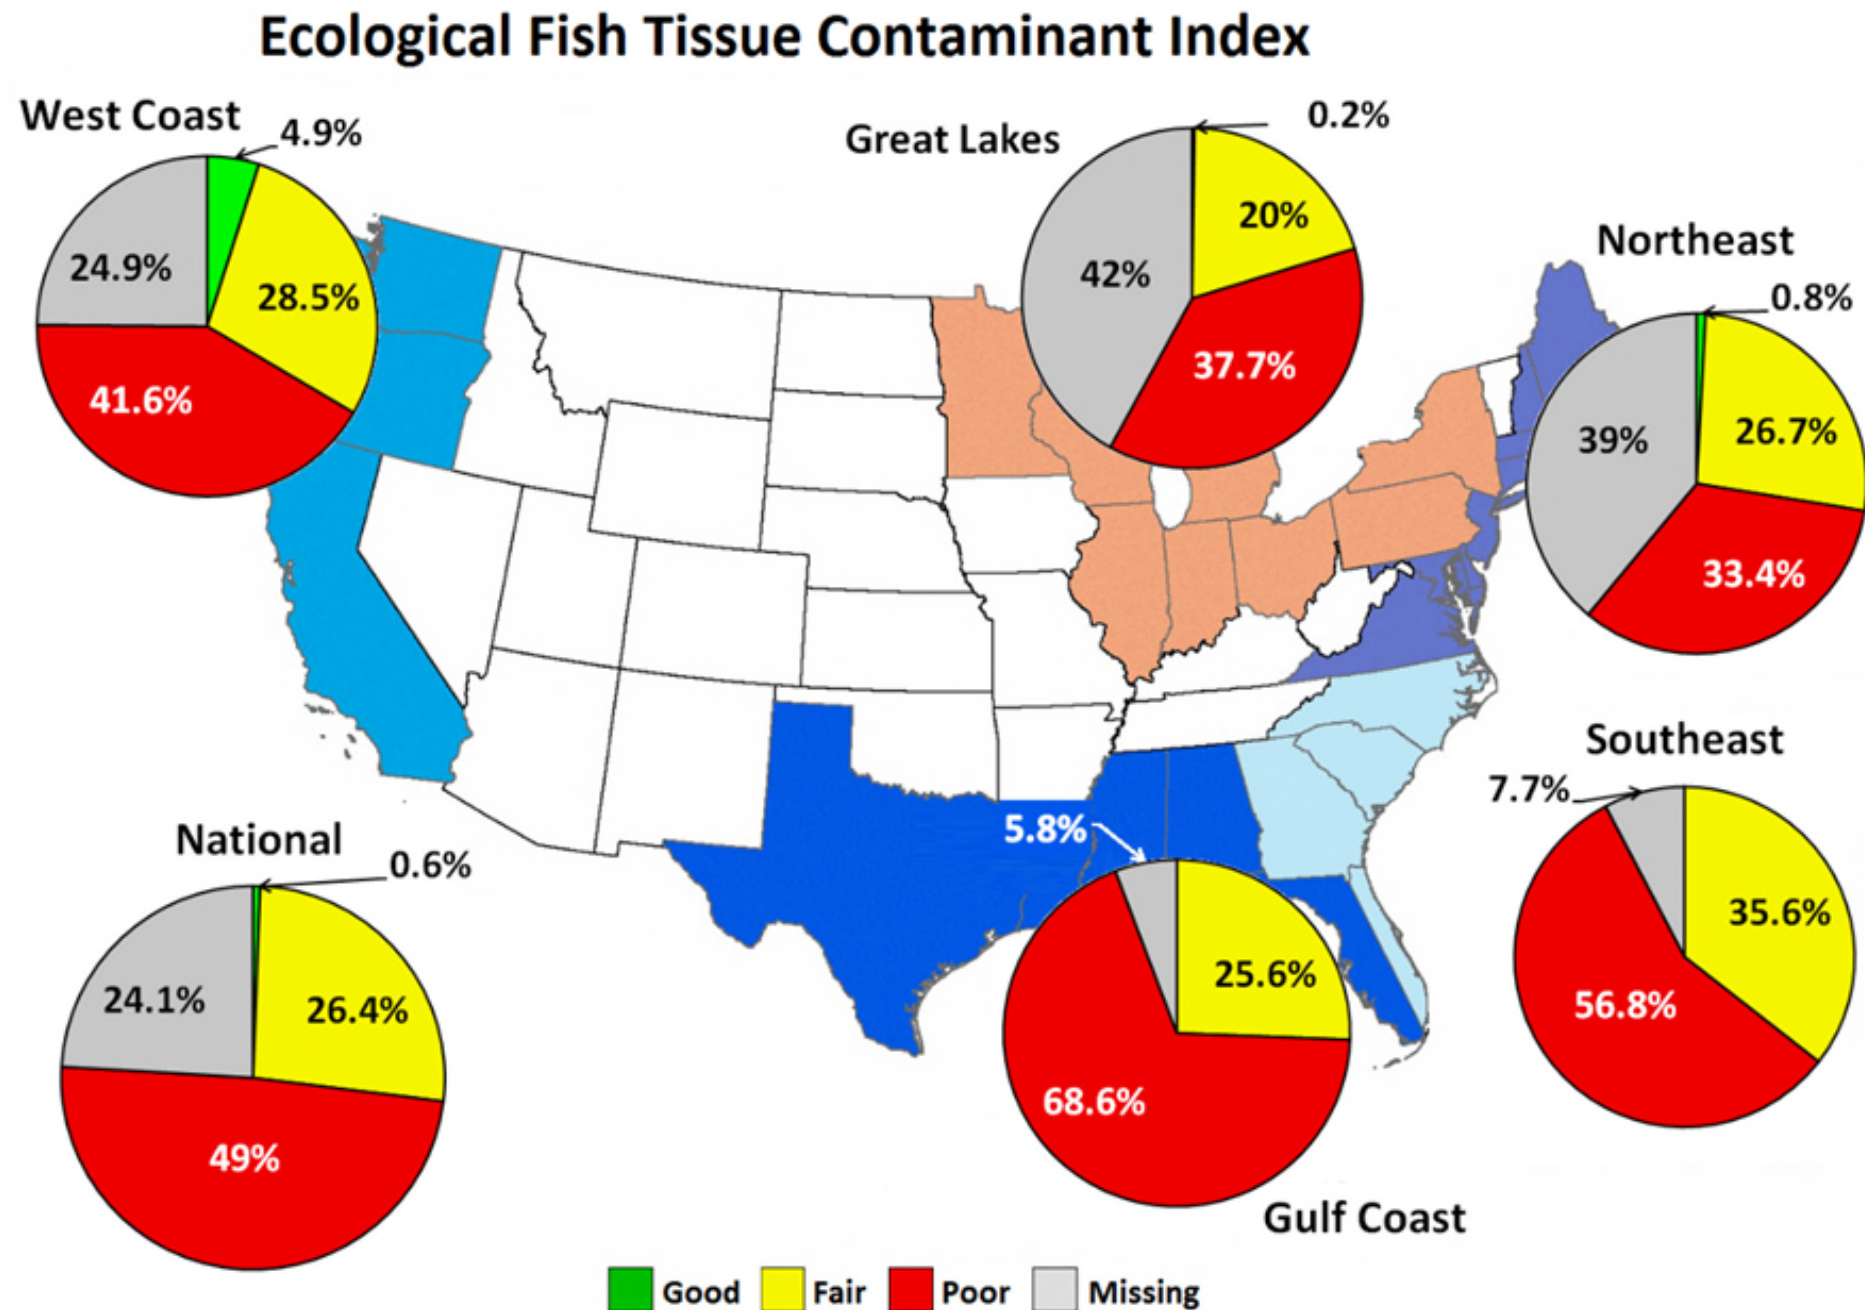 Ecological Fish Tissue Contaminant Index
West Coast
4.9%
24.9%
28.5%
41.6%
Great Lakes
0.2%
20%
42%
37.7%
Northeast
0.8%
39%
26.7%
33.4%
Southeast
7.7%
35.6%
56.8%
National
0.6%
24.1%
26.4%
49%
5.8%
25.6%
68.6%
Gulf Coast
Good Fair Poor Missing